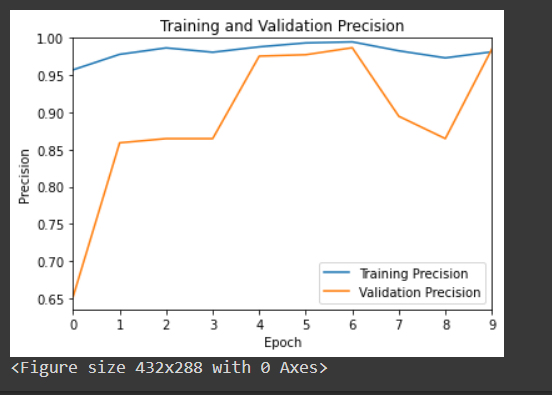 Training and Validation Precision
1.00
0.95
0.90
0.85
0.80
0.75
0.70
0.65
Precision
Training Precision
Validation Precision
0 1 2 3 4 5 6 7 8 9
Epoch
<Figure size 432x288 with 0 Axes>